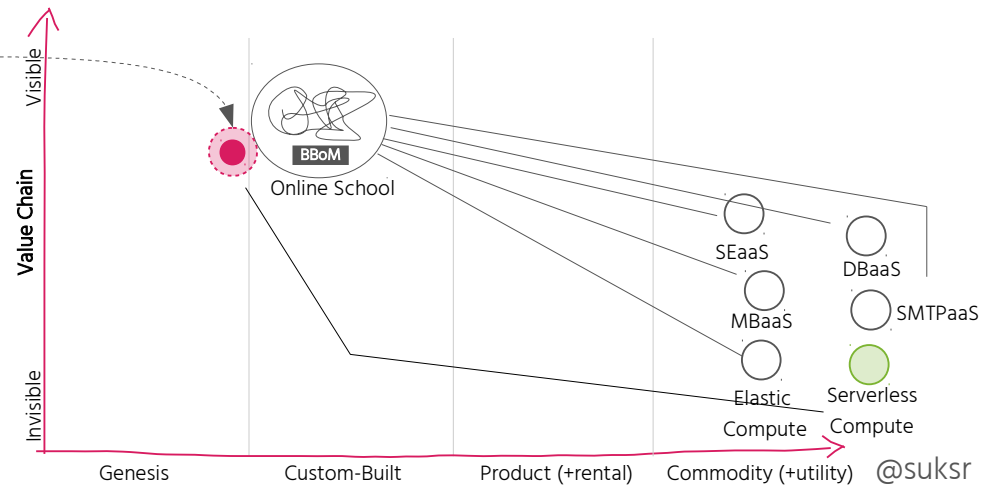 Visible
Value Chain
Invisible
BBoM
Online School
SEaaS
DBaaS
MBaaS
SMTPaaS
Elastic
Compute
Serverless
Compute
Genesis
Custom-Built
Product (+rental)
Commodity (+utility)
@suksr